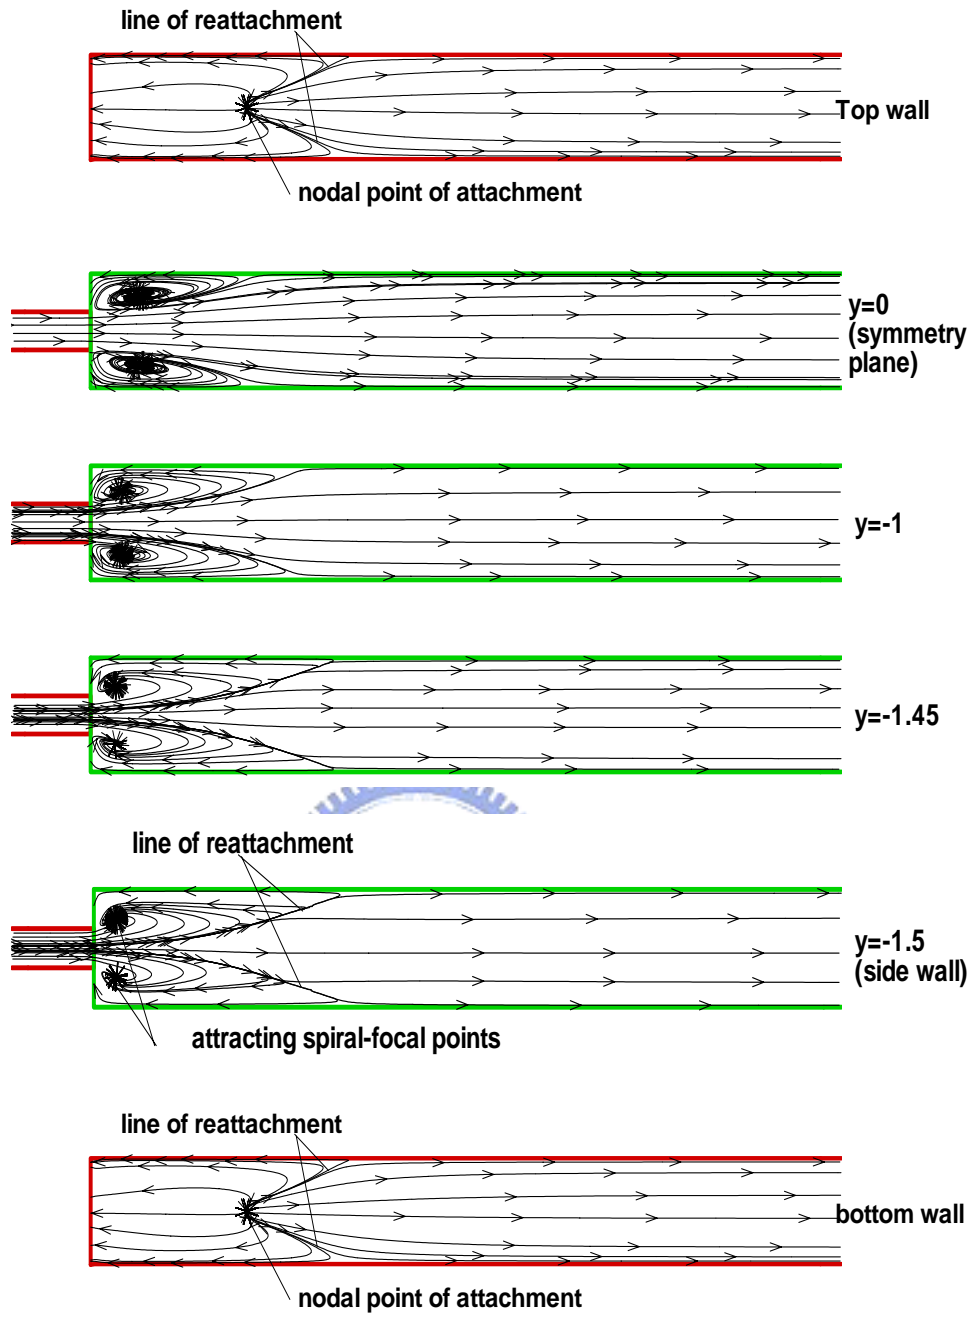 line of reattachment
Top wall
nodal point of attachment
y=0
(symmetry
plane)
y=-1
y=-1.45
line of reattachment
y=-1.5
(side wall)
attracting spiral-focal points
line of reattachment
bottom wall
nodal point of attachment